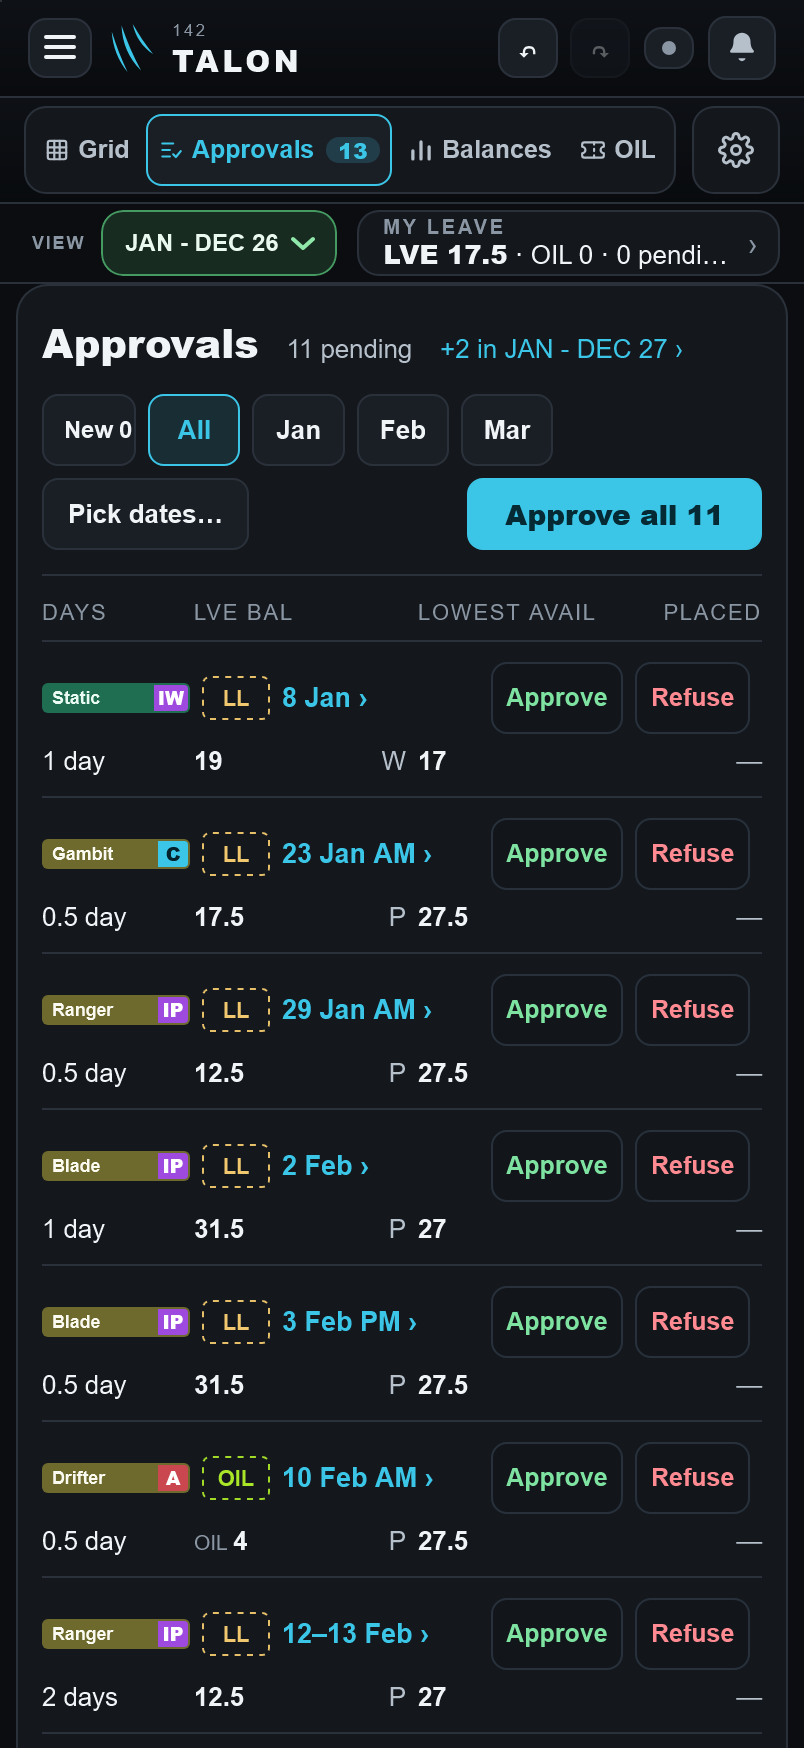 142
TALON
Grid Approvals 13 Balances OIL
VIEW JAN - DEC 26
MY LEAVE
LVE 17.5 · OIL 0 · 0 pendi… ›
Approvals 11 pending +2 in JAN - DEC 27 ›
New 0 All Jan Feb Mar
Pick dates… Approve all 11
DAYS LVE BAL LOWEST AVAIL PLACED
Static IW LL 8 Jan › Approve Refuse
1 day 19 W 17 —
Gambit C LL 23 Jan AM › Approve Refuse
0.5 day 17.5 P 27.5 —
Ranger IP LL 29 Jan AM › Approve Refuse
0.5 day 12.5 P 27.5 —
Blade IP LL 2 Feb › Approve Refuse
1 day 31.5 P 27 —
Blade IP LL 3 Feb PM › Approve Refuse
0.5 day 31.5 P 27.5 —
Drifter A OIL 10 Feb AM › Approve Refuse
0.5 day OIL 4 P 27.5 —
Ranger IP LL 12–13 Feb › Approve Refuse
2 days 12.5 P 27 —